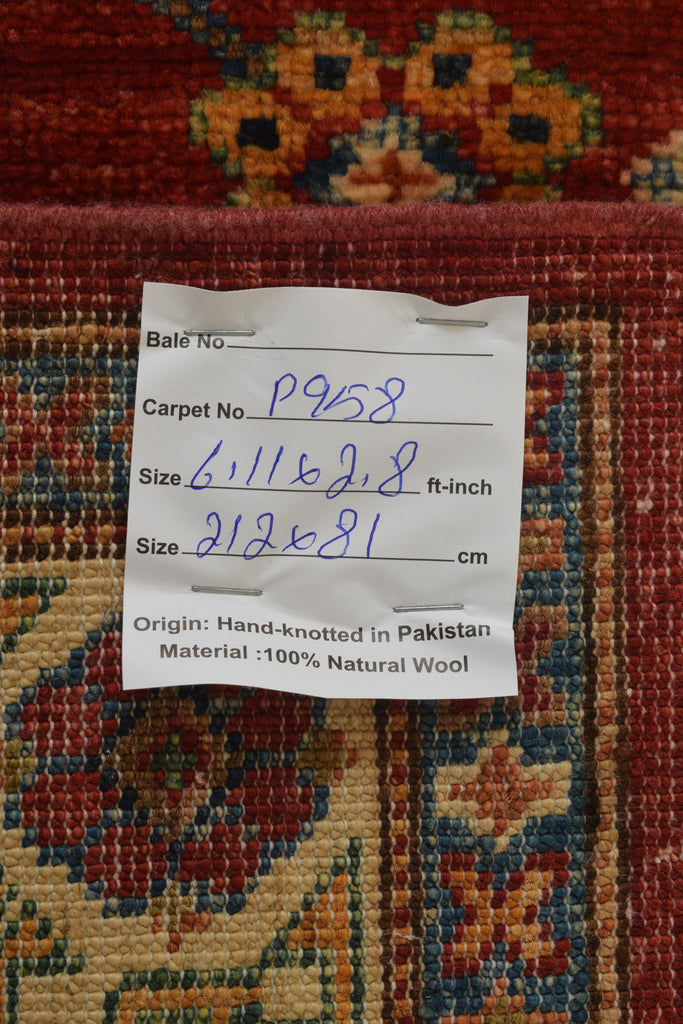 Bale No
Carpet No P958
Size 6.11x2.8 ft-inch
Size 212x81 cm
Origin: Hand-knotted in Pakistan
Material :100% Natural Wool